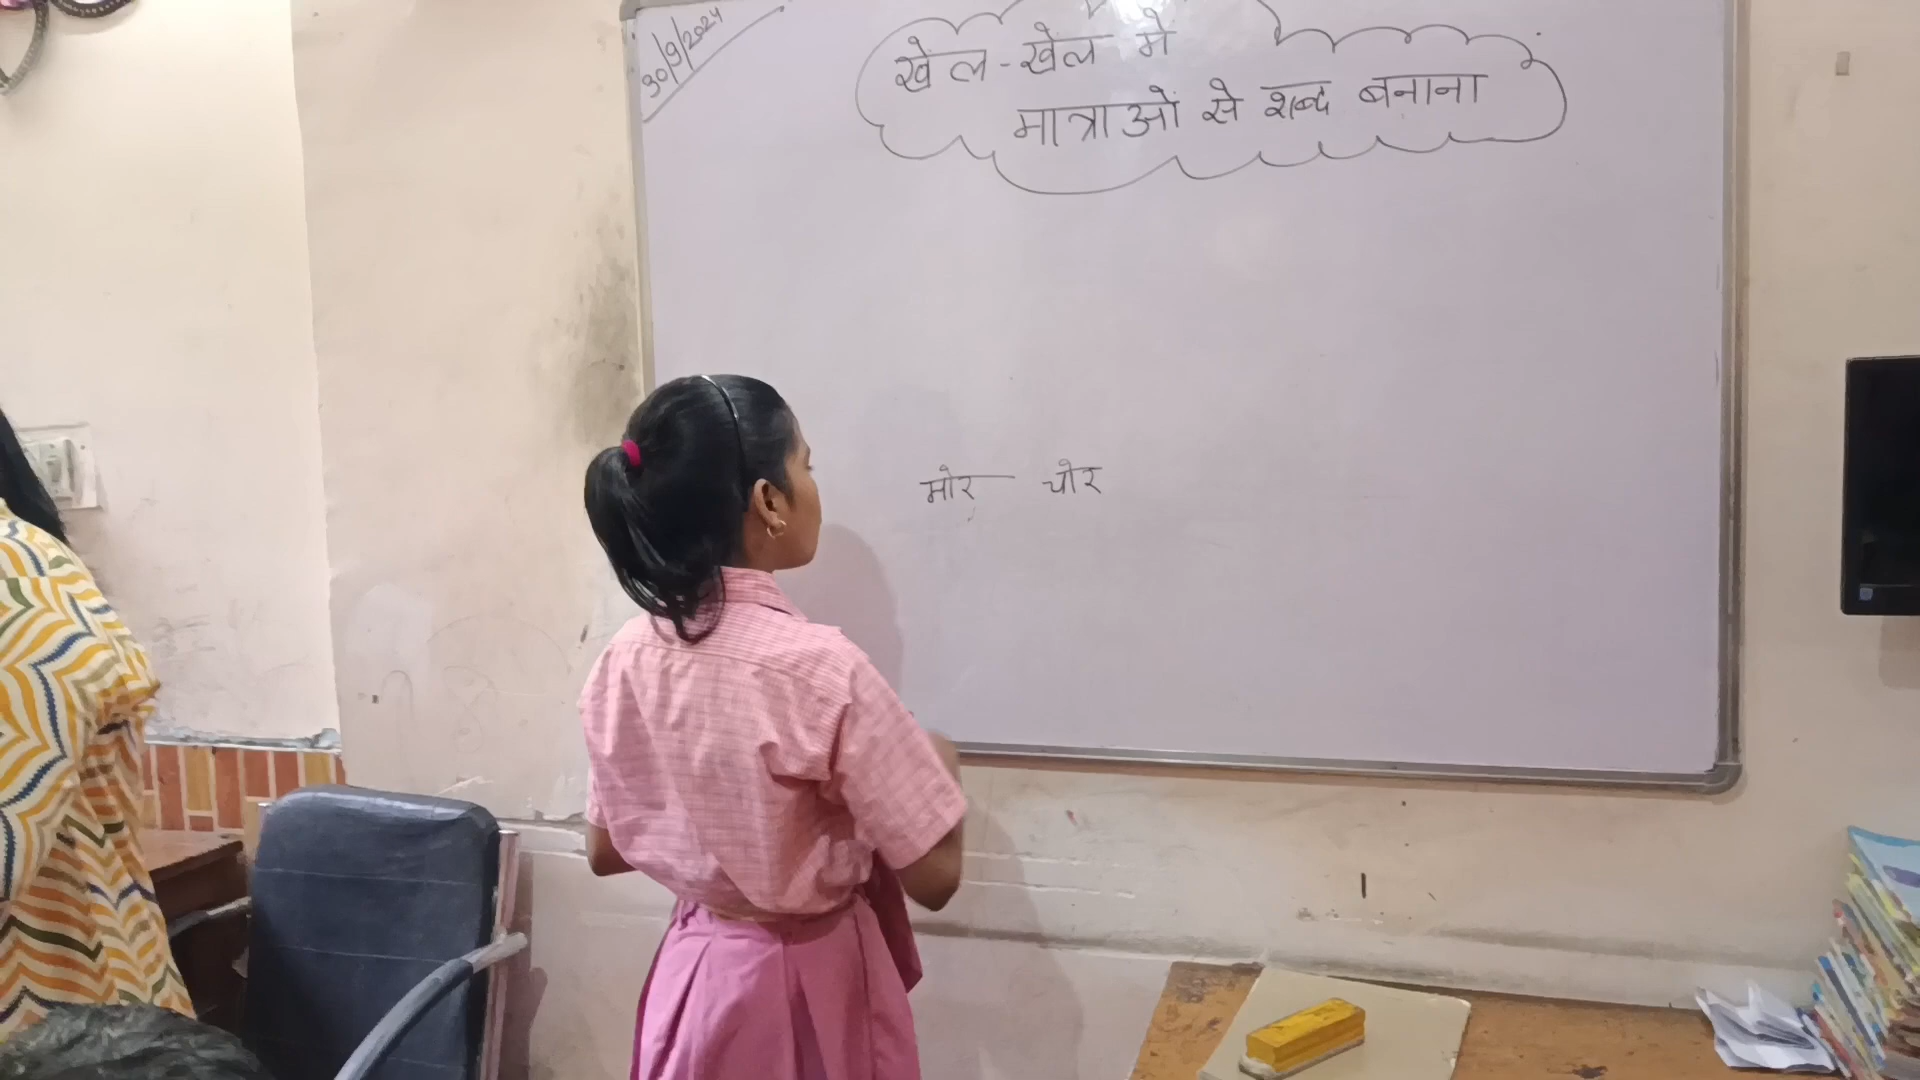 30/9/2024
खेल-खेल मे
मात्राओं से शब्द बनाना
मोर चोर